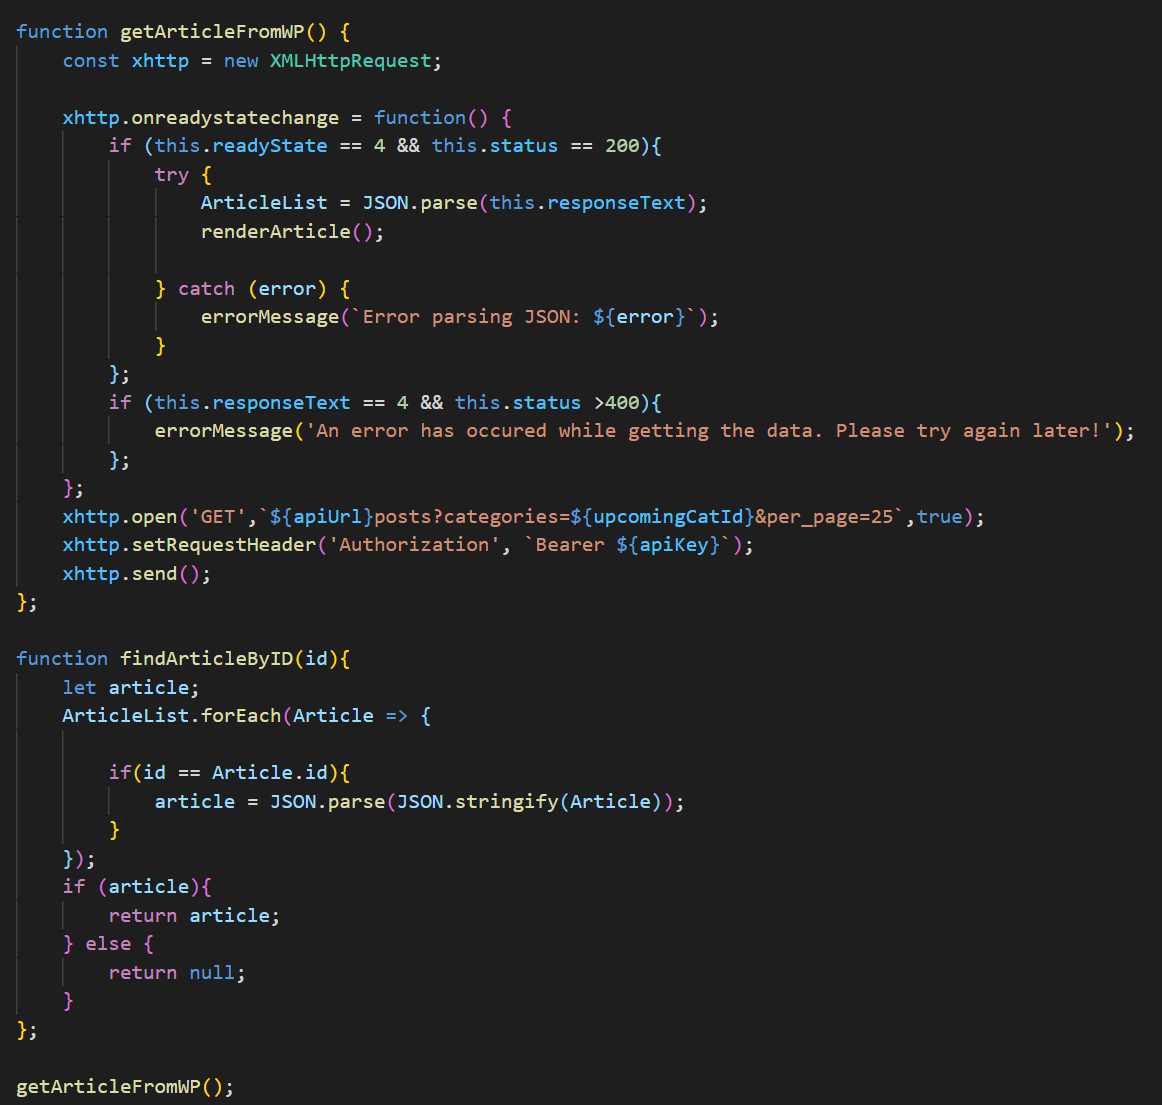 function getArticleFromWP() {
    const xhttp = new XMLHttpRequest;

    xhttp.onreadystatechange = function() {
        if (this.readyState == 4 && this.status == 200){
            try {
                ArticleList = JSON.parse(this.responseText);
                renderArticle();

            } catch (error) {
                errorMessage(`Error parsing JSON: ${error}`);
            }
        };
        if (this.responseText == 4 && this.status >400){
            errorMessage('An error has occured while getting the data. Please try again later!');
        };
    };
    xhttp.open('GET',`${apiUrl}posts?categories=${upcomingCatId}&per_page=25`,true);
    xhttp.setRequestHeader('Authorization', `Bearer ${apiKey}`);
    xhttp.send();
};

function findArticleByID(id){
    let article;
    ArticleList.forEach(Article => {

        if(id == Article.id){
            article = JSON.parse(JSON.stringify(Article));
        }
    });
    if (article){
        return article;
    } else {
        return null;
    }
};

getArticleFromWP();